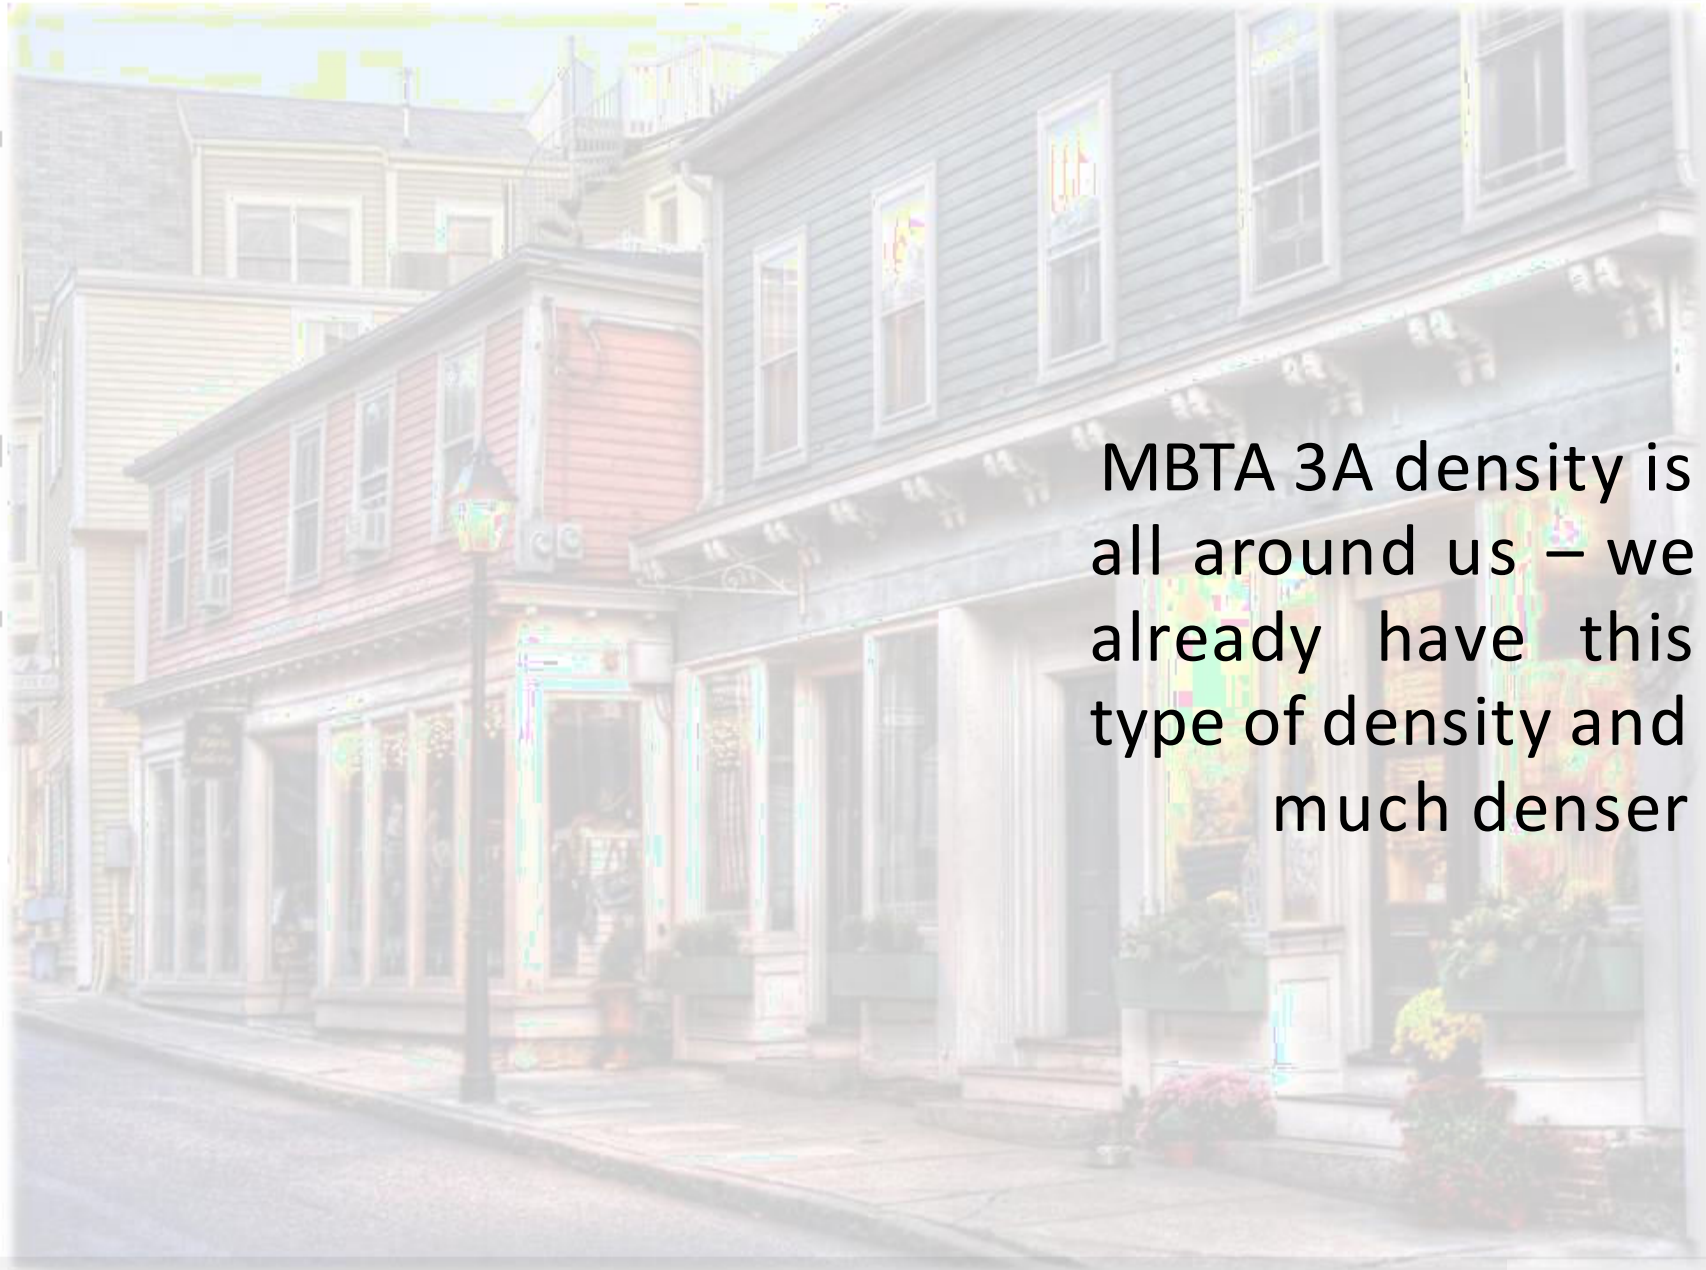 MBTA 3A density is
all around us – we
already have this
type of density and
much denser